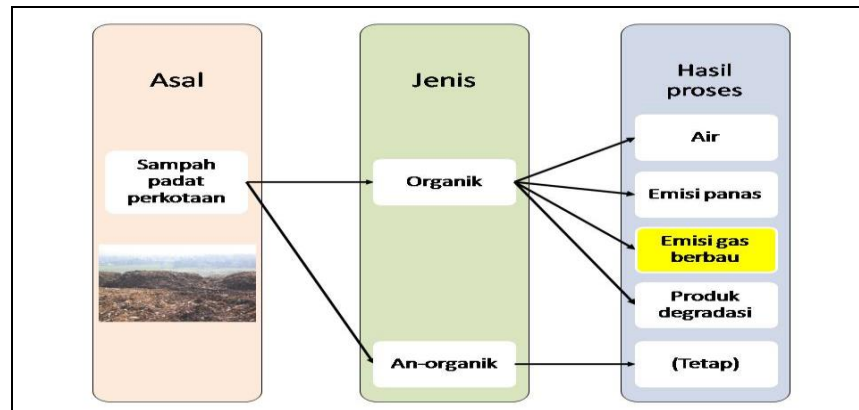 Asal
Sampah
padat
perkotaan
Jenis
Organik
An-organik
Hasil
proses
Air
Emisi panas
Emisi gas
berbau
Produk
degradasi
(Tetap)